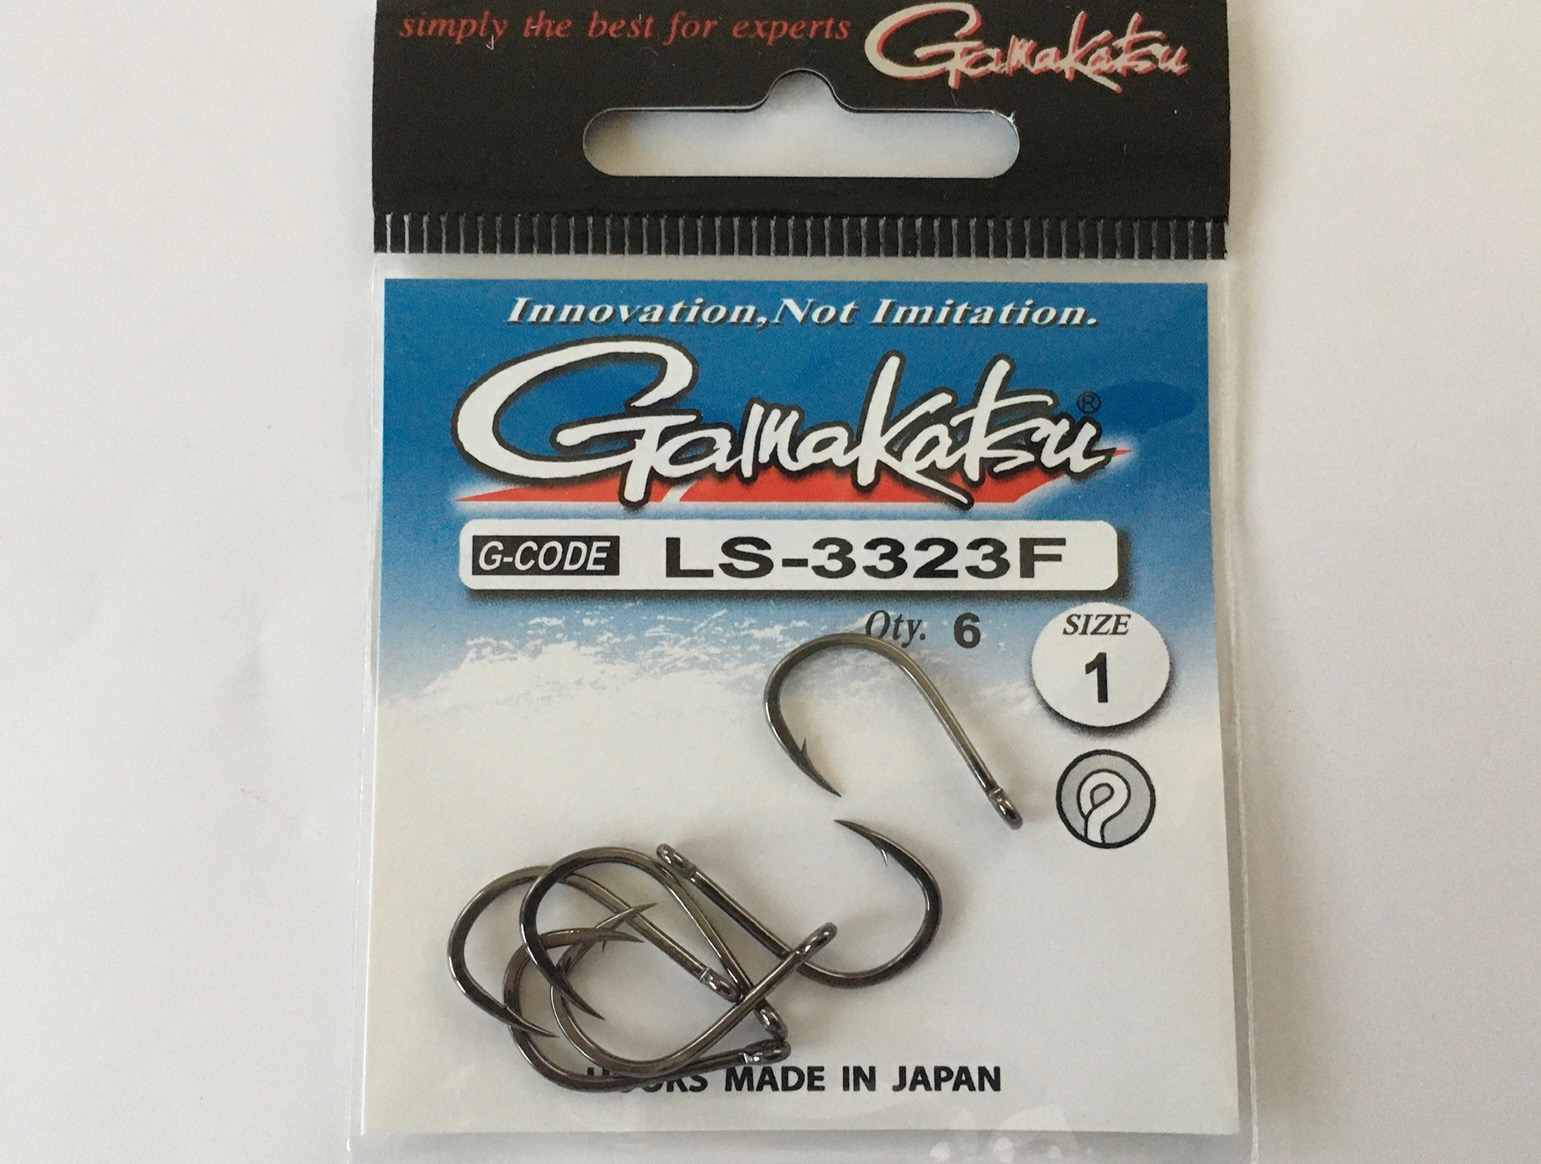 simply the best for experts Gamakatsu
Innovation, Not Imitation.
Gamakatsu®
G-CODE LS-3323F
Qty. 6
SIZE
1
HOOKS MADE IN JAPAN